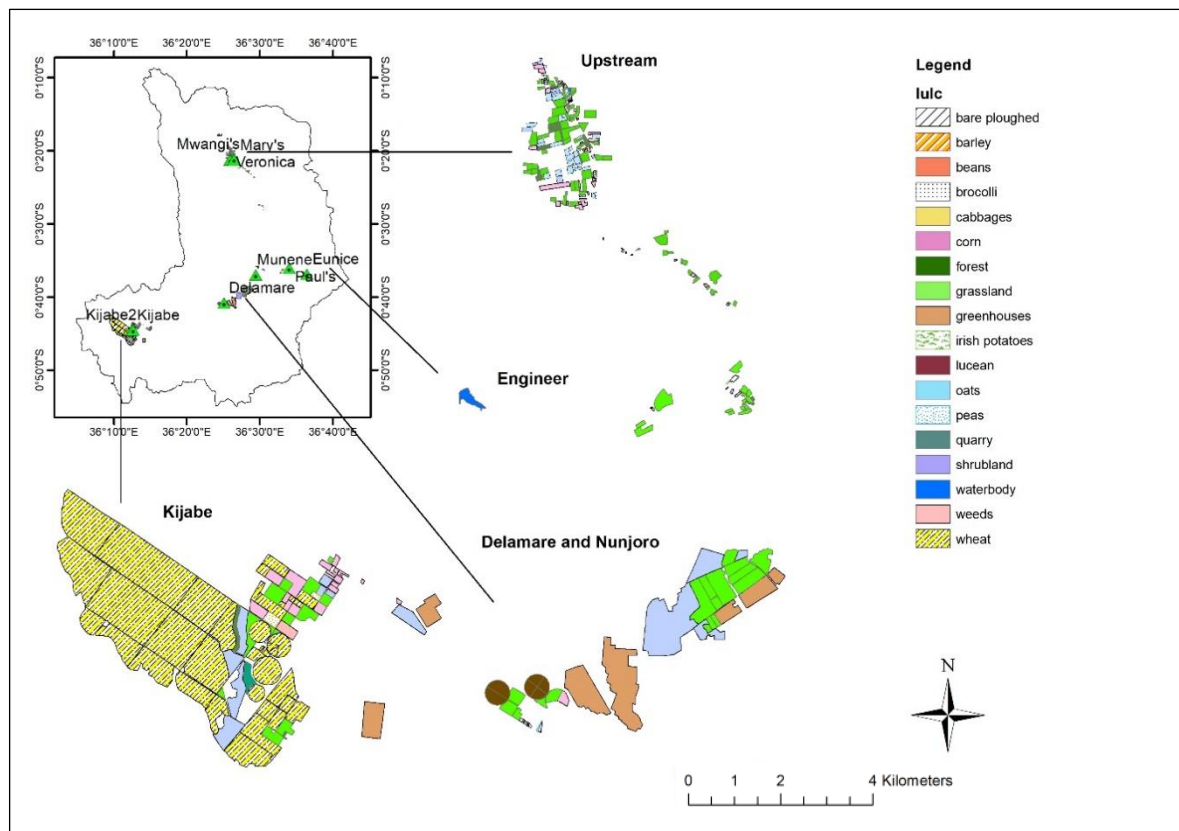 36°10'0"E 36°20'0"E 36°30'0"E 36°40'0"E
0°10'0"S
0°20'0"S
0°30'0"S
0°40'0"S
0°50'0"S
0°10'0"S
0°20'0"S
0°30'0"S
0°40'0"S
0°50'0"S
Mwangi's Mary's
Veronica
Munene Eunice
Paul's
Delamare
Kijabe2 Kijabe
36°10'0"E 36°20'0"E 36°30'0"E 36°40'0"E
Upstream
Engineer
Kijabe
Delamare and Nunjoro
Legend
lulc
bare ploughed
barley
beans
brocolli
cabbages
corn
forest
grassland
greenhouses
irish potatoes
lucean
oats
peas
quarry
shrubland
waterbody
weeds
wheat
N
0 1 2 4 Kilometers